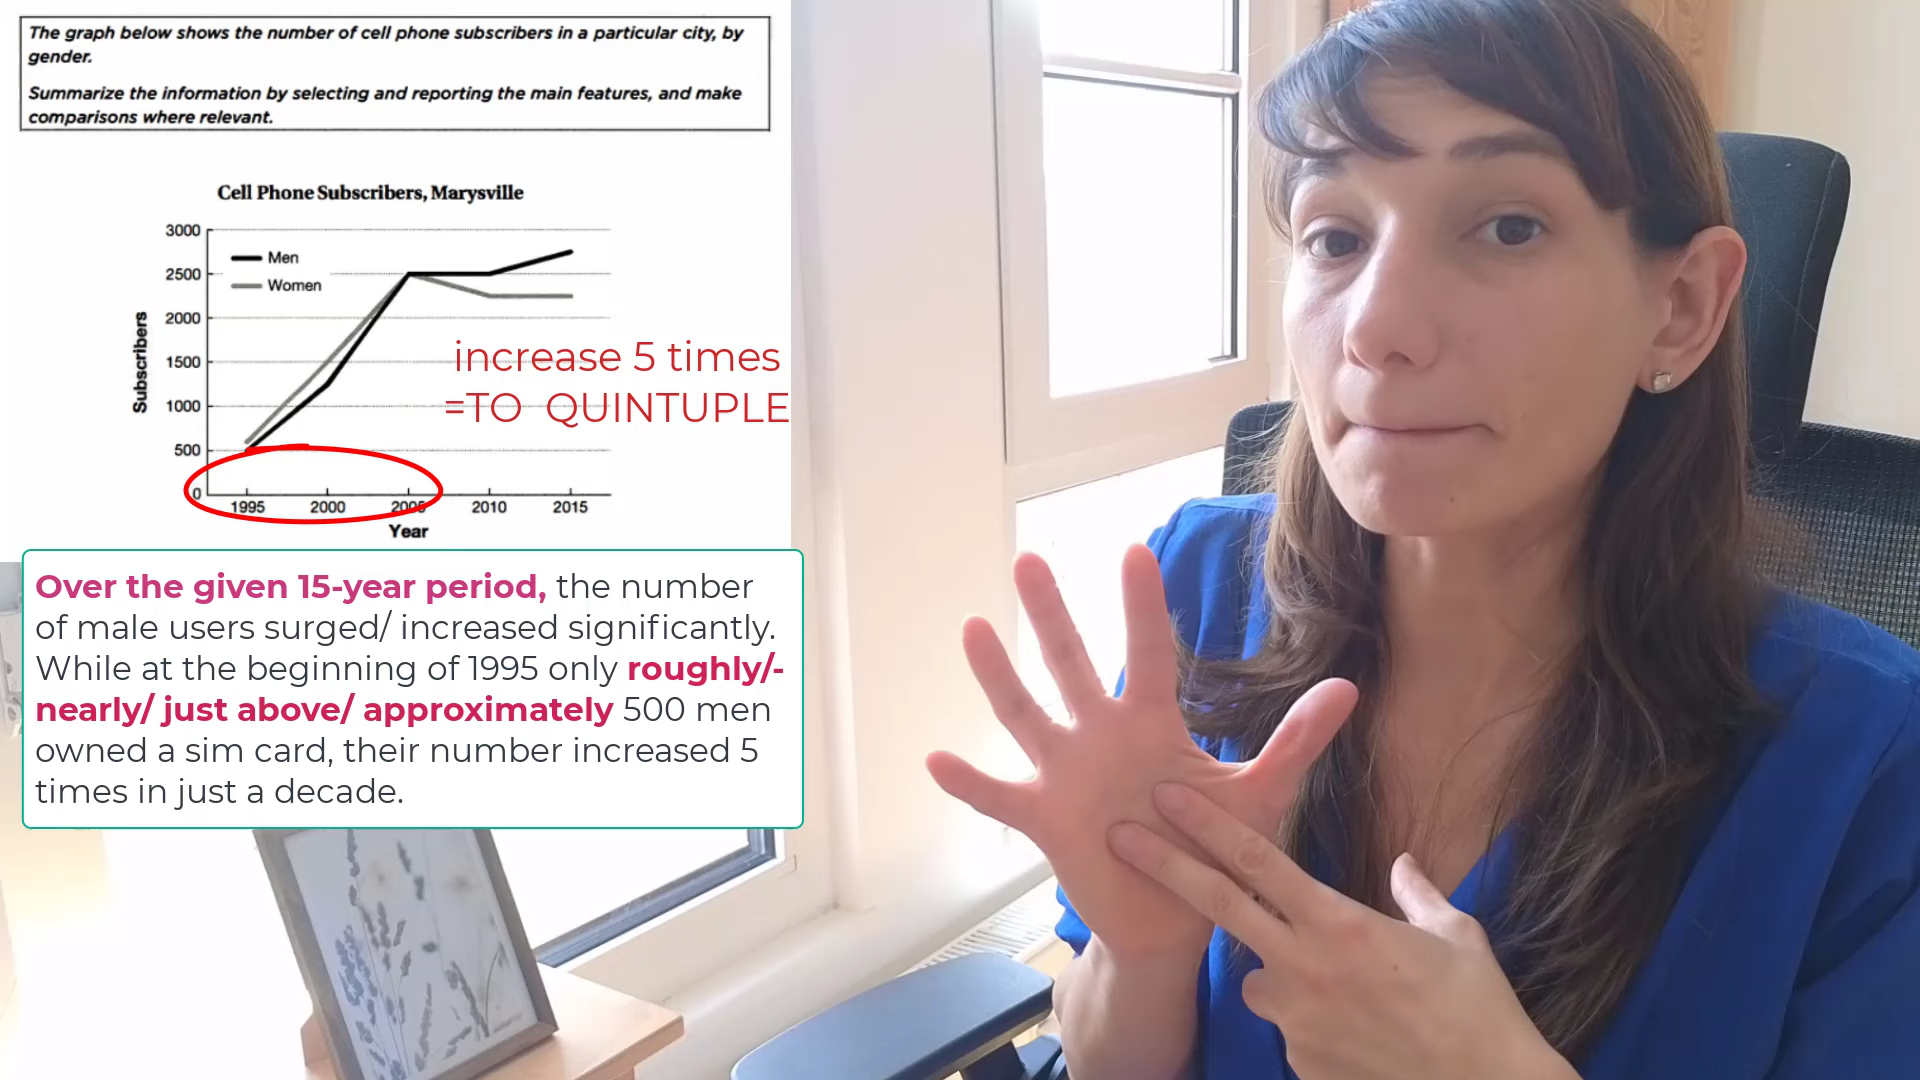 The graph below shows the number of cell phone subscribers in a particular city, by
gender.
Summarize the information by selecting and reporting the main features, and make
comparisons where relevant.
Cell Phone Subscribers, Marysville
3000
2500
2000
1500
1000
500
0
Men
Women
Subscribers
1995
2000
2005
2010
2015
Year
increase 5 times
=TO QUINTUPLE
Over the given 15-year period, the number
of male users surged/ increased significantly.
While at the beginning of 1995 only roughly/-
nearly/ just above/ approximately 500 men
owned a sim card, their number increased 5
times in just a decade.